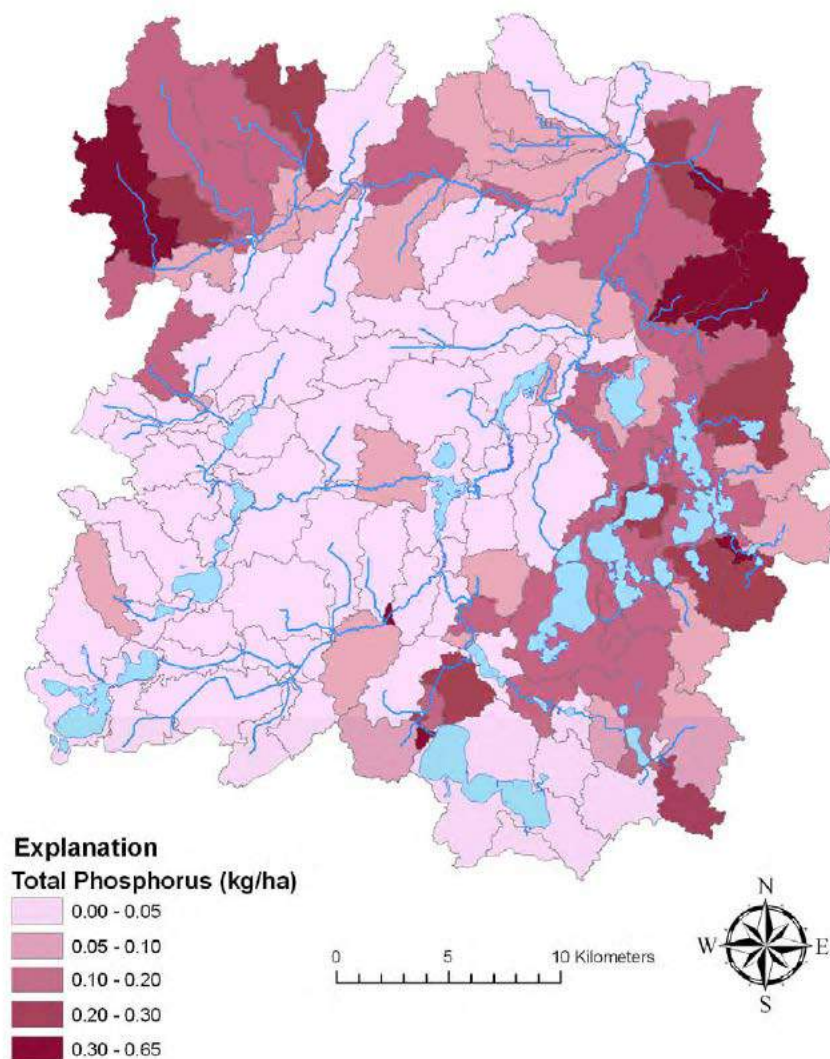 Explanation
Total Phosphorus (kg/ha)
0.00 - 0.05
0.05 - 0.10
0.10 - 0.20
0.20 - 0.30
0.30 - 0.65
0 5 10 Kilometers
N
W E
S